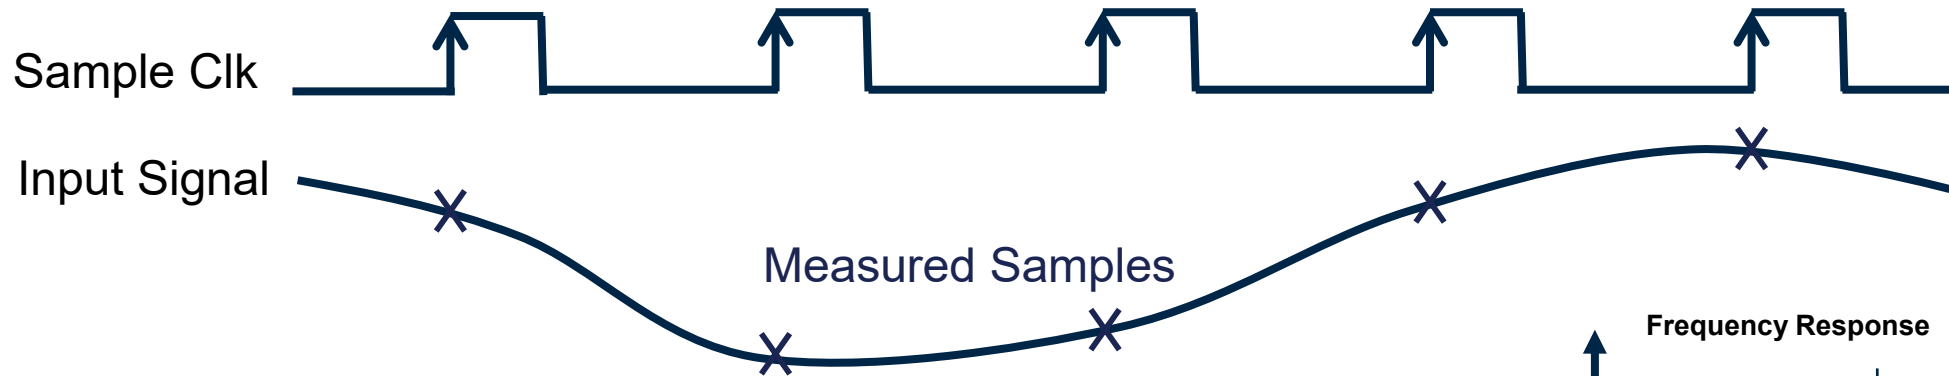 Sample Clk
Input Signal
Measured Samples
Frequency Response